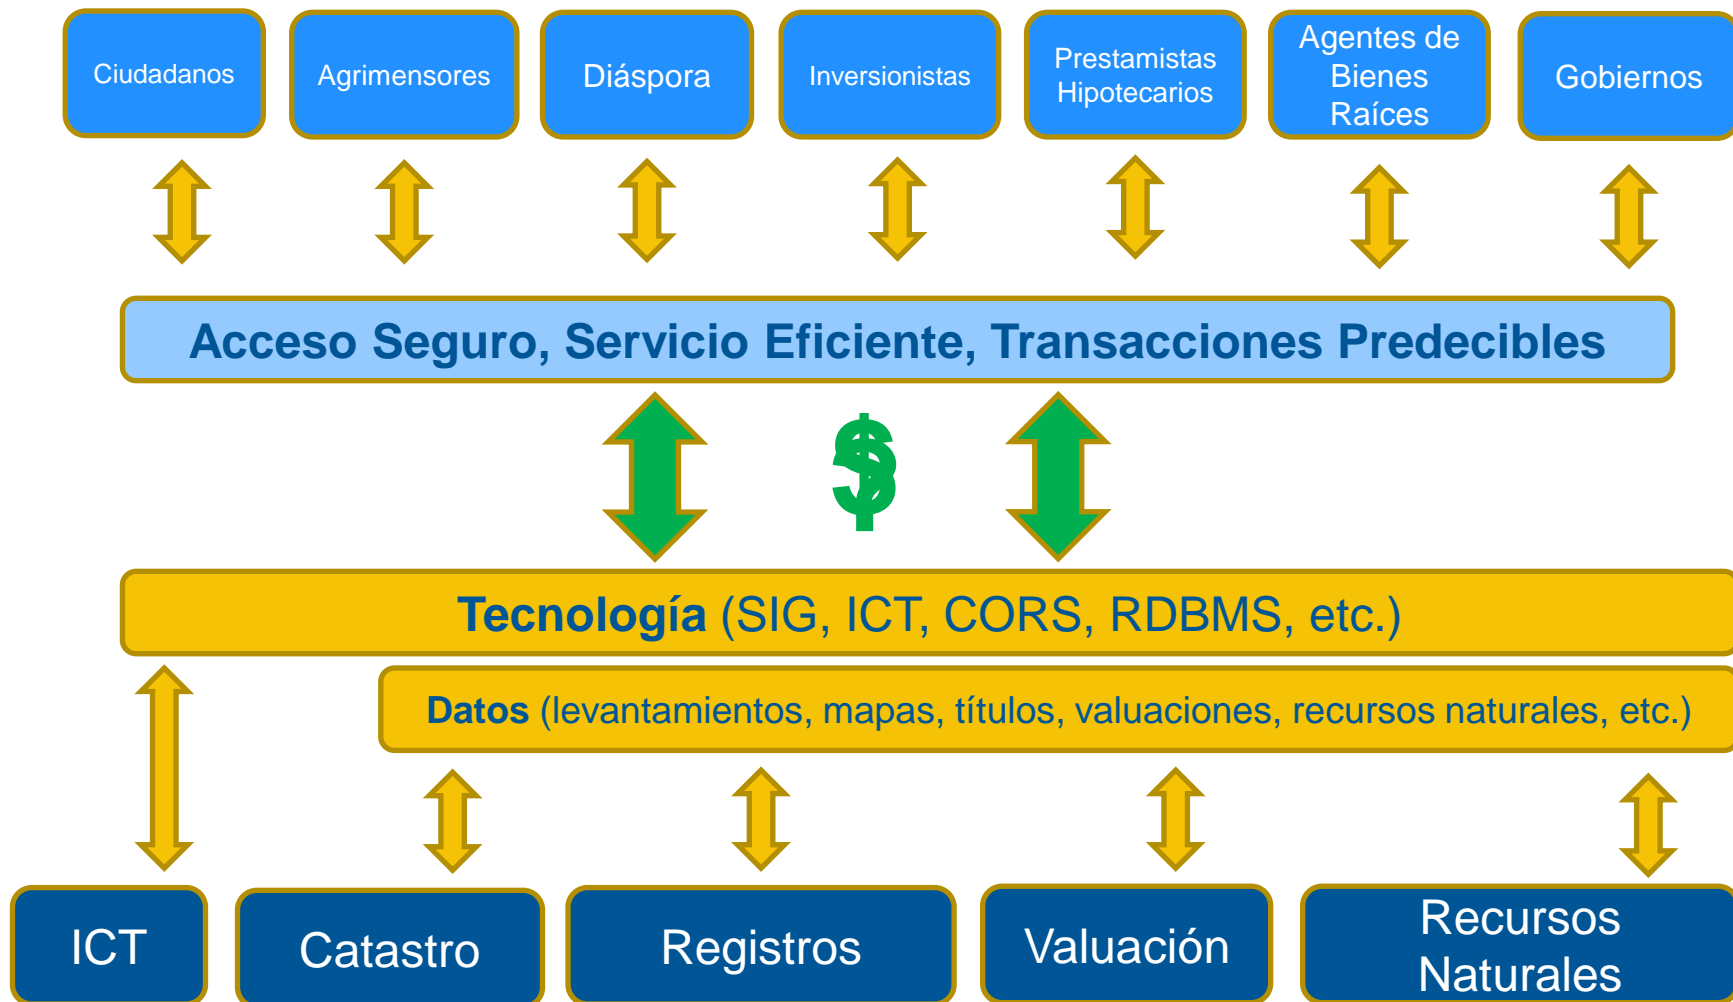 Ciudadanos
Agrimensores
Diáspora
Inversionistas
Prestamistas
Hipotecarios
Agentes de
Bienes
Raíces
Gobiernos
Acceso Seguro, Servicio Eficiente, Transacciones Predecibles
$
Tecnología (SIG, ICT, CORS, RDBMS, etc.)
Datos (levantamientos, mapas, títulos, valuaciones, recursos naturales, etc.)
ICT
Catastro
Registros
Valuación
Recursos
Naturales